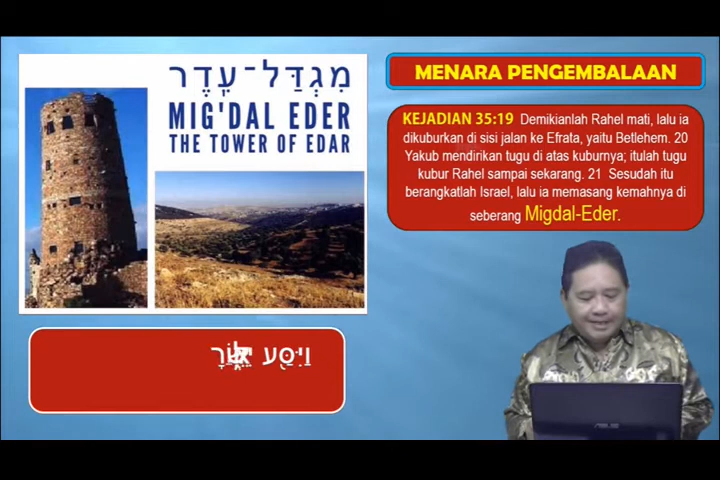 מִגְדַּל־עֵדֶר
MIG'DAL EDER
THE TOWER OF EDAR
MENARA PENGEMBALAAN
KEJADIAN 35:19 Demikianlah Rahel mati, lalu ia
dikuburkan di sisi jalan ke Efrata, yaitu Betlehem. 20
Yakub mendirikan tugu di atas kuburnya; itulah tugu
kubur Rahel sampai sekarang. 21 Sesudah itu
berangkatlah Israel, lalu ia memasang kemahnya di
seberang Migdal-Eder.
וַיִּסַּ֖ע
ASUS